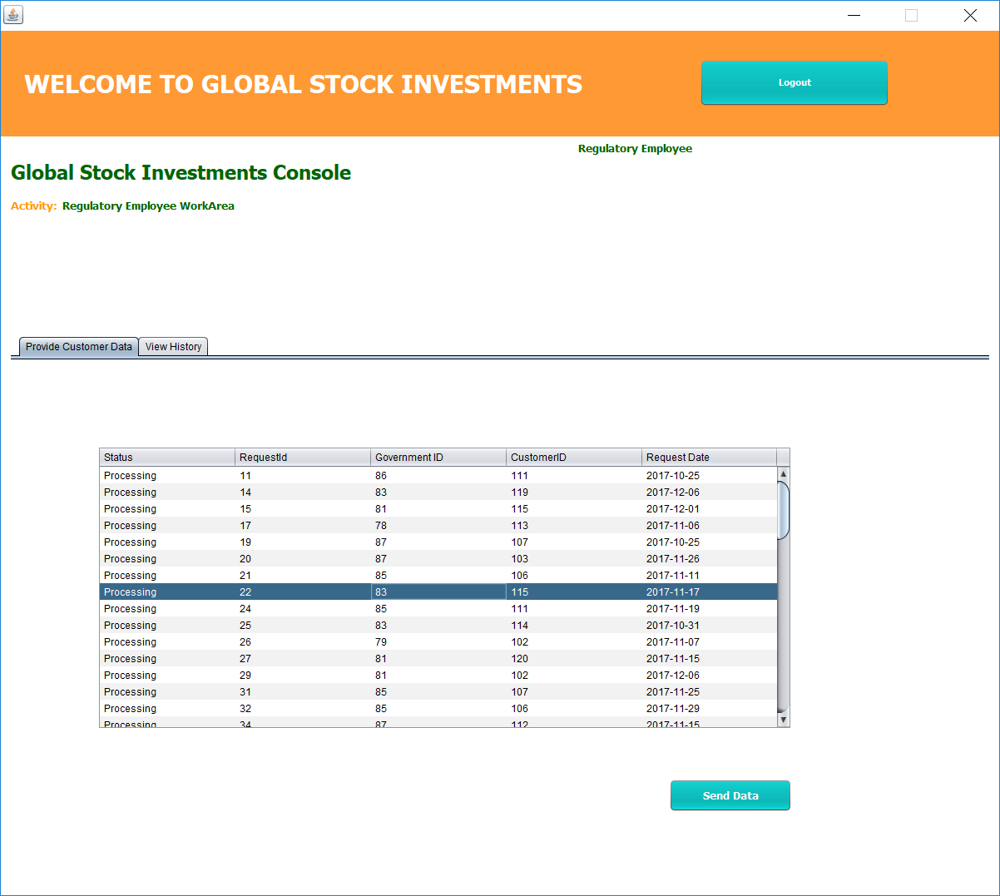 WELCOME TO GLOBAL STOCK INVESTMENTS
Logout
Regulatory Employee
Global Stock Investments Console
Activity: Regulatory Employee WorkArea
Provide Customer Data View History
Status RequestId Government ID CustomerID Request Date
Processing 11 86 111 2017-10-25
Processing 14 83 119 2017-12-06
Processing 15 81 115 2017-12-01
Processing 17 78 113 2017-11-06
Processing 19 87 107 2017-10-25
Processing 20 87 103 2017-11-26
Processing 21 85 106 2017-11-11
Processing 22 83 115 2017-11-17
Processing 24 85 111 2017-11-19
Processing 25 83 114 2017-10-31
Processing 26 79 102 2017-11-07
Processing 27 81 120 2017-11-15
Processing 29 81 102 2017-12-06
Processing 31 85 107 2017-11-25
Processing 32 85 106 2017-11-29
Processing 34 87 112 2017-11-15
Send Data